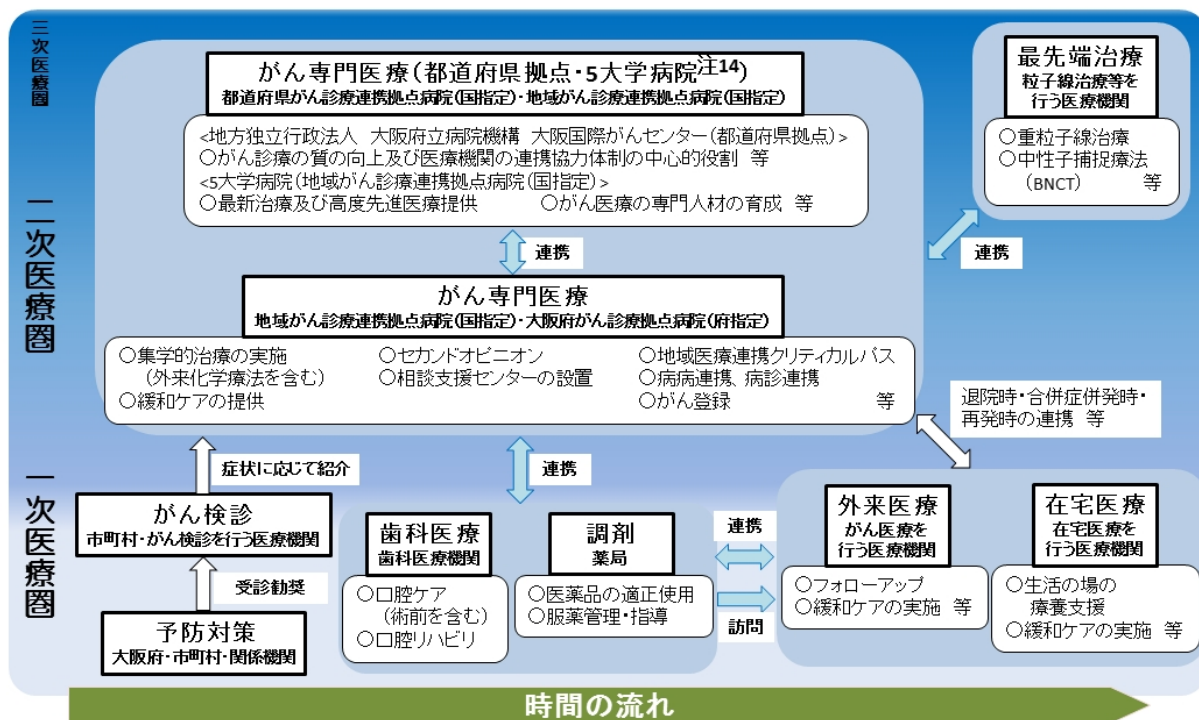 三次医療圏
がん専門医療(都道府県拠点・5大学病院注14)
都道府県がん診療連携拠点病院(国指定)・地域がん診療連携拠点病院(国指定)
<地方独立行政法人 大阪府立病院機構 大阪国際がんセンター(都道府県拠点)>
○がん診療の質の向上及び医療機関の連携協力体制の中心的役割 等
<5大学病院(地域がん診療連携拠点病院(国指定)>
○最新治療及び高度先進医療提供 ○がん医療の専門人材の育成 等
最先端治療
粒子線治療等を
行う医療機関
○重粒子線治療
○中性子捕捉療法
(BNCT) 等
二次医療圏
連携
連携
がん専門医療
地域がん診療連携拠点病院(国指定)・大阪府がん診療拠点病院(府指定)
○集学的治療の実施
(外来化学療法を含む)
○緩和ケアの提供
○セカンドオピニオン
○相談支援センターの設置
○地域医療連携クリティカルパス
○病病連携、病診連携
○がん登録 等
退院時・合併症併発時・
再発時の連携 等
症状に応じて紹介
連携
一次医療圏
がん検診
市町村・がん検診を行う医療機関
受診勧奨
予防対策
大阪府・市町村・関係機関
歯科医療
歯科医療機関
○口腔ケア
(術前を含む)
○口腔リハビリ
調剤
薬局
○医薬品の適正使用
○服薬管理・指導
連携
訪問
外来医療
がん医療を
行う医療機関
○フォローアップ
○緩和ケアの実施 等
在宅医療
在宅医療を
行う医療機関
○生活の場の
療養支援
○緩和ケアの実施 等
時間の流れ